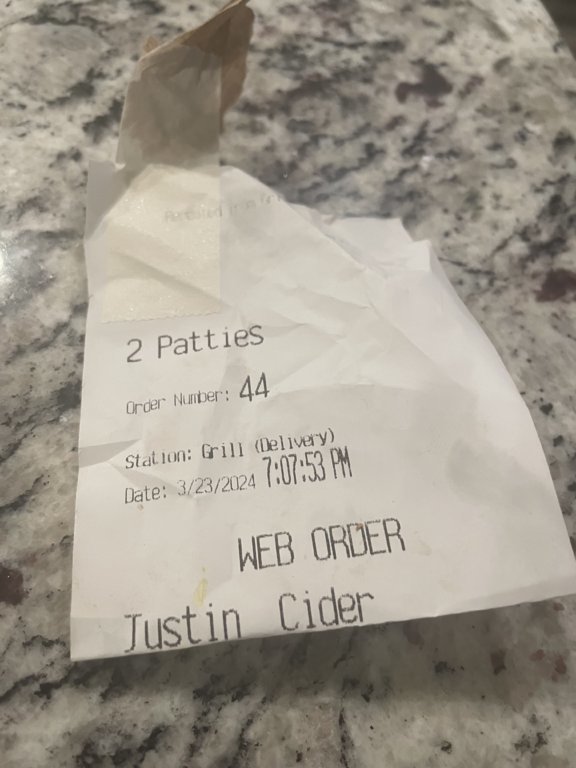 2 Patties
Order Number: 44
Station: Grill (Delivery)
Date: 3/23/2024 7:07:53 PM
WEB ORDER
Justin Cider